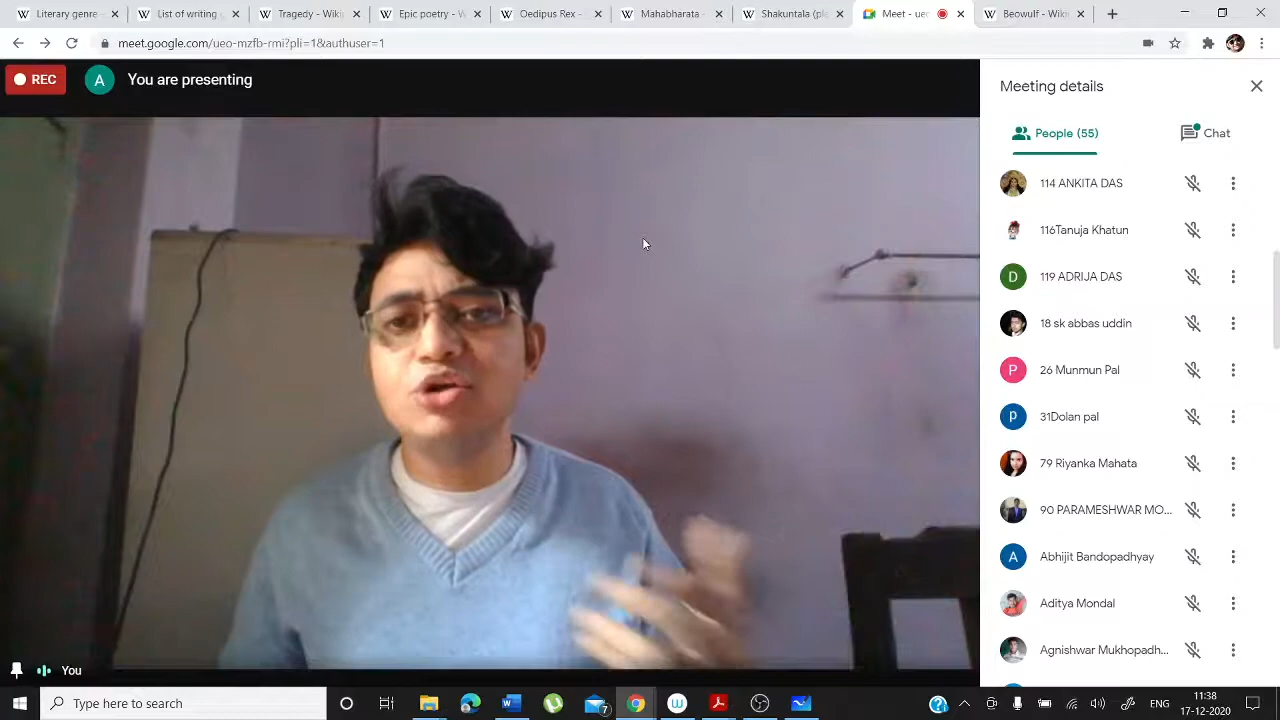 Literary genre -
List of writing g
Tragedy - Wiki
Epic poetry - W
Oedipus Rex -
Mahabharata -
Shakuntala (pl
Meet - ue
Beowulf - Wiki
meet.google.com/ueo-mzfb-rmi?pli=1&authuser=1
REC
A
You are presenting
Meeting details
People (55)
Chat
114 ANKITA DAS
116Tanuja Khatun
D
119 ADRIJA DAS
18 sk abbas uddin
P
26 Munmun Pal
p
31Dolan pal
79 Riyanka Mahata
90 PARAMESHWAR MO...
A
Abhijit Bandopadhyay
Aditya Mondal
Agnishwar Mukhopadh...
You
Type here to search
7
ENG
11:38
17-12-2020